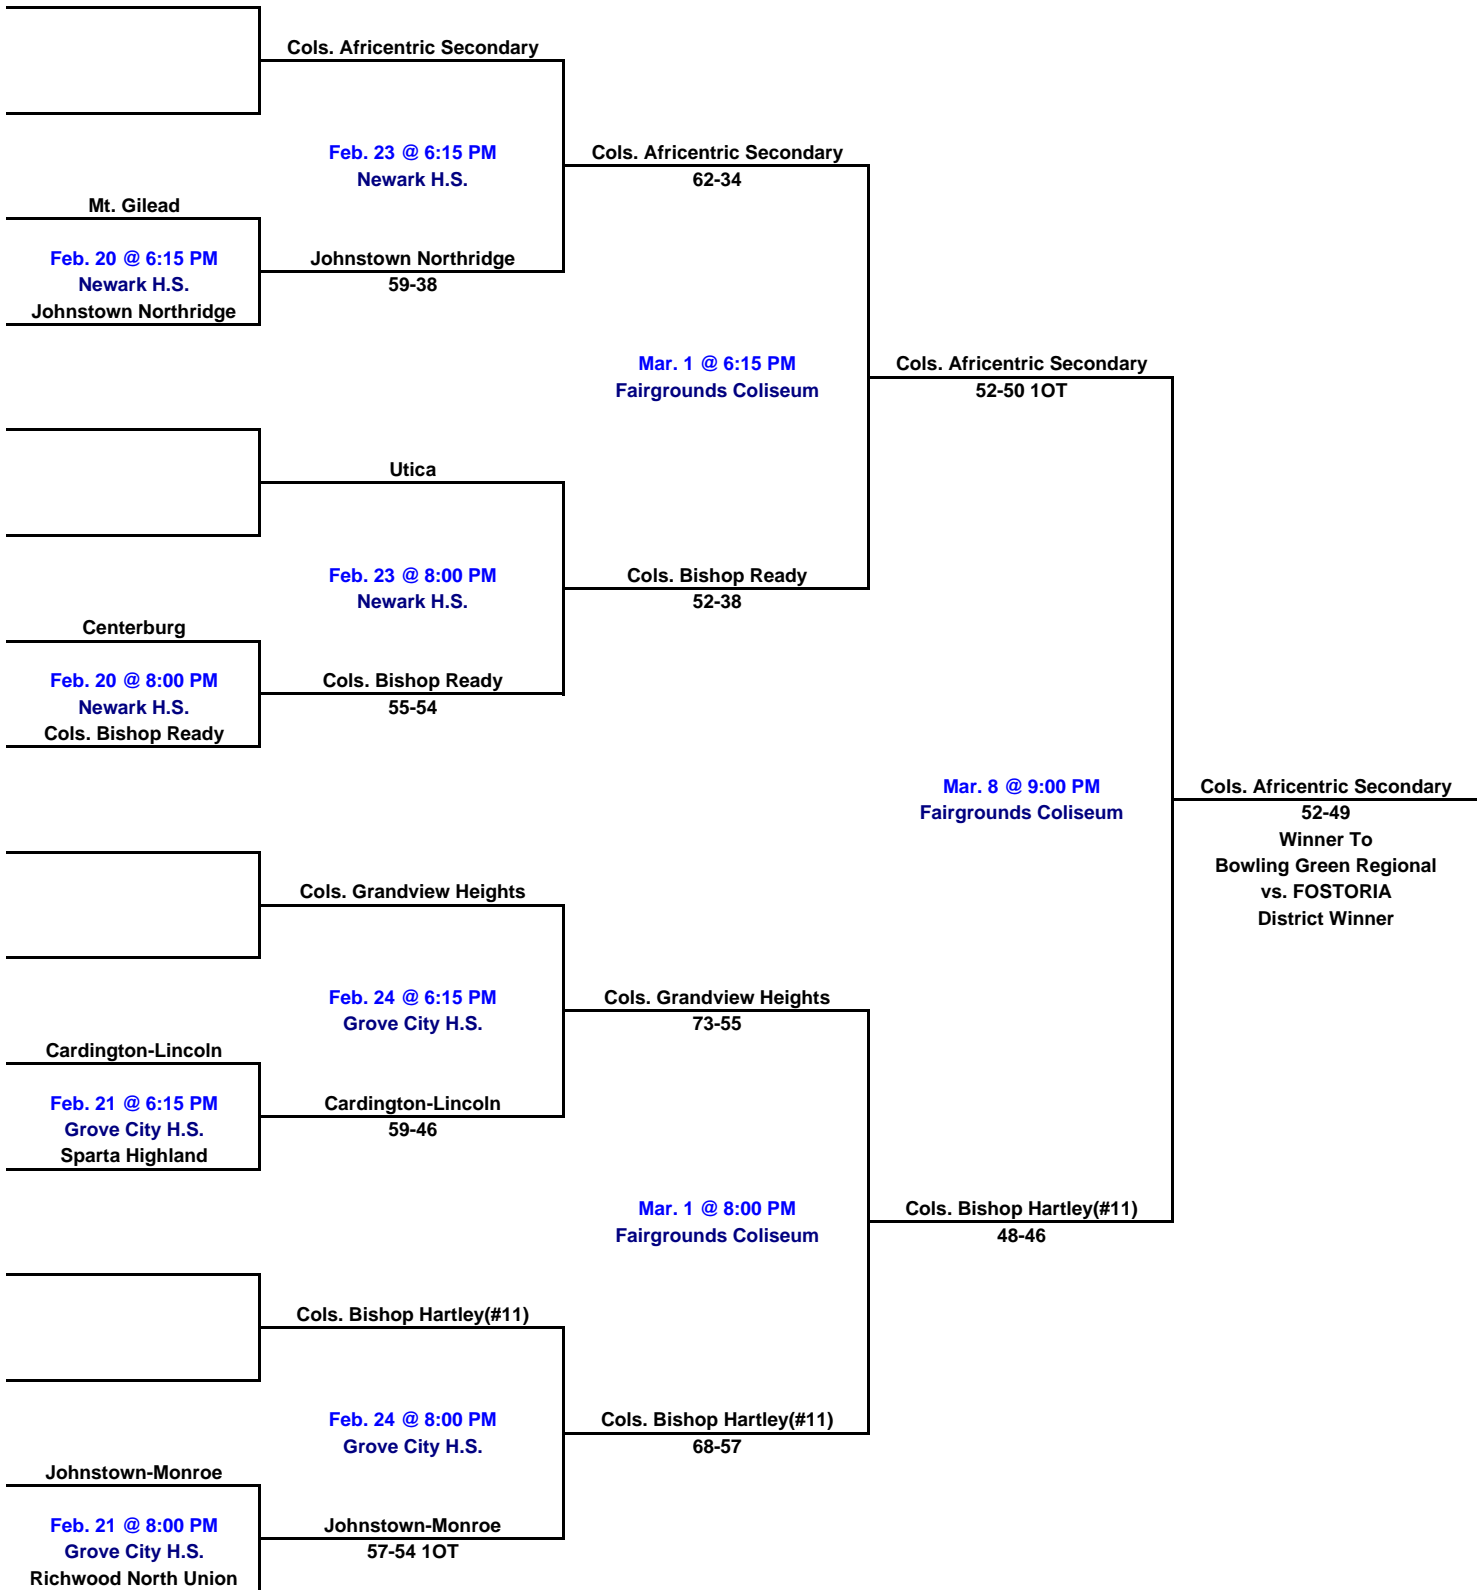 Cols. Africentric Secondary
Feb. 23 @ 6:15 PM
Newark H.S.
Cols. Africentric Secondary
62-34
Mt. Gilead
Feb. 20 @ 6:15 PM
Newark H.S.
Johnstown Northridge
Johnstown Northridge
59-38
Mar. 1 @ 6:15 PM
Fairgrounds Coliseum
Cols. Africentric Secondary
52-50 1OT
Utica
Feb. 23 @ 8:00 PM
Newark H.S.
Cols. Bishop Ready
52-38
Centerburg
Feb. 20 @ 8:00 PM
Newark H.S.
Cols. Bishop Ready
Cols. Bishop Ready
55-54
Mar. 8 @ 9:00 PM
Fairgrounds Coliseum
Cols. Africentric Secondary
52-49
Winner To
Bowling Green Regional
vs. FOSTORIA
District Winner
Cols. Grandview Heights
Feb. 24 @ 6:15 PM
Grove City H.S.
Cols. Grandview Heights
73-55
Cardington-Lincoln
Feb. 21 @ 6:15 PM
Grove City H.S.
Sparta Highland
Cardington-Lincoln
59-46
Mar. 1 @ 8:00 PM
Fairgrounds Coliseum
Cols. Bishop Hartley(#11)
48-46
Cols. Bishop Hartley(#11)
Feb. 24 @ 8:00 PM
Grove City H.S.
Cols. Bishop Hartley(#11)
68-57
Johnstown-Monroe
Feb. 21 @ 8:00 PM
Grove City H.S.
Richwood North Union
Johnstown-Monroe
57-54 1OT